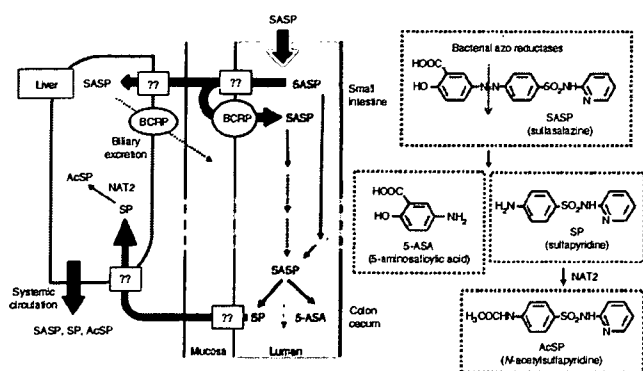 SASP
Liver
SASP
??
??
SASP
Small
intestine
BCRP
BCRP
SASP
Biliary
excretion
AcSP
NAT2
SP
SASP
??
Systemic
circulation
??
SP
5-ASA
Colon
cecum
SASP, SP, AcSP
Mucosa
Lumen
Bacterial azo reductases
HOOC
HO
N
N
SO2NH
N
SASP
(sulfasalazine)
HOOC
HO
NH2
5-ASA
(5-aminosalicylic acid)
H2N
SO2NH
N
SP
(sulfapyridine)
NAT2
H3COCHN
SO2NH
N
AcSP
(N-acetylsulfapyridine)